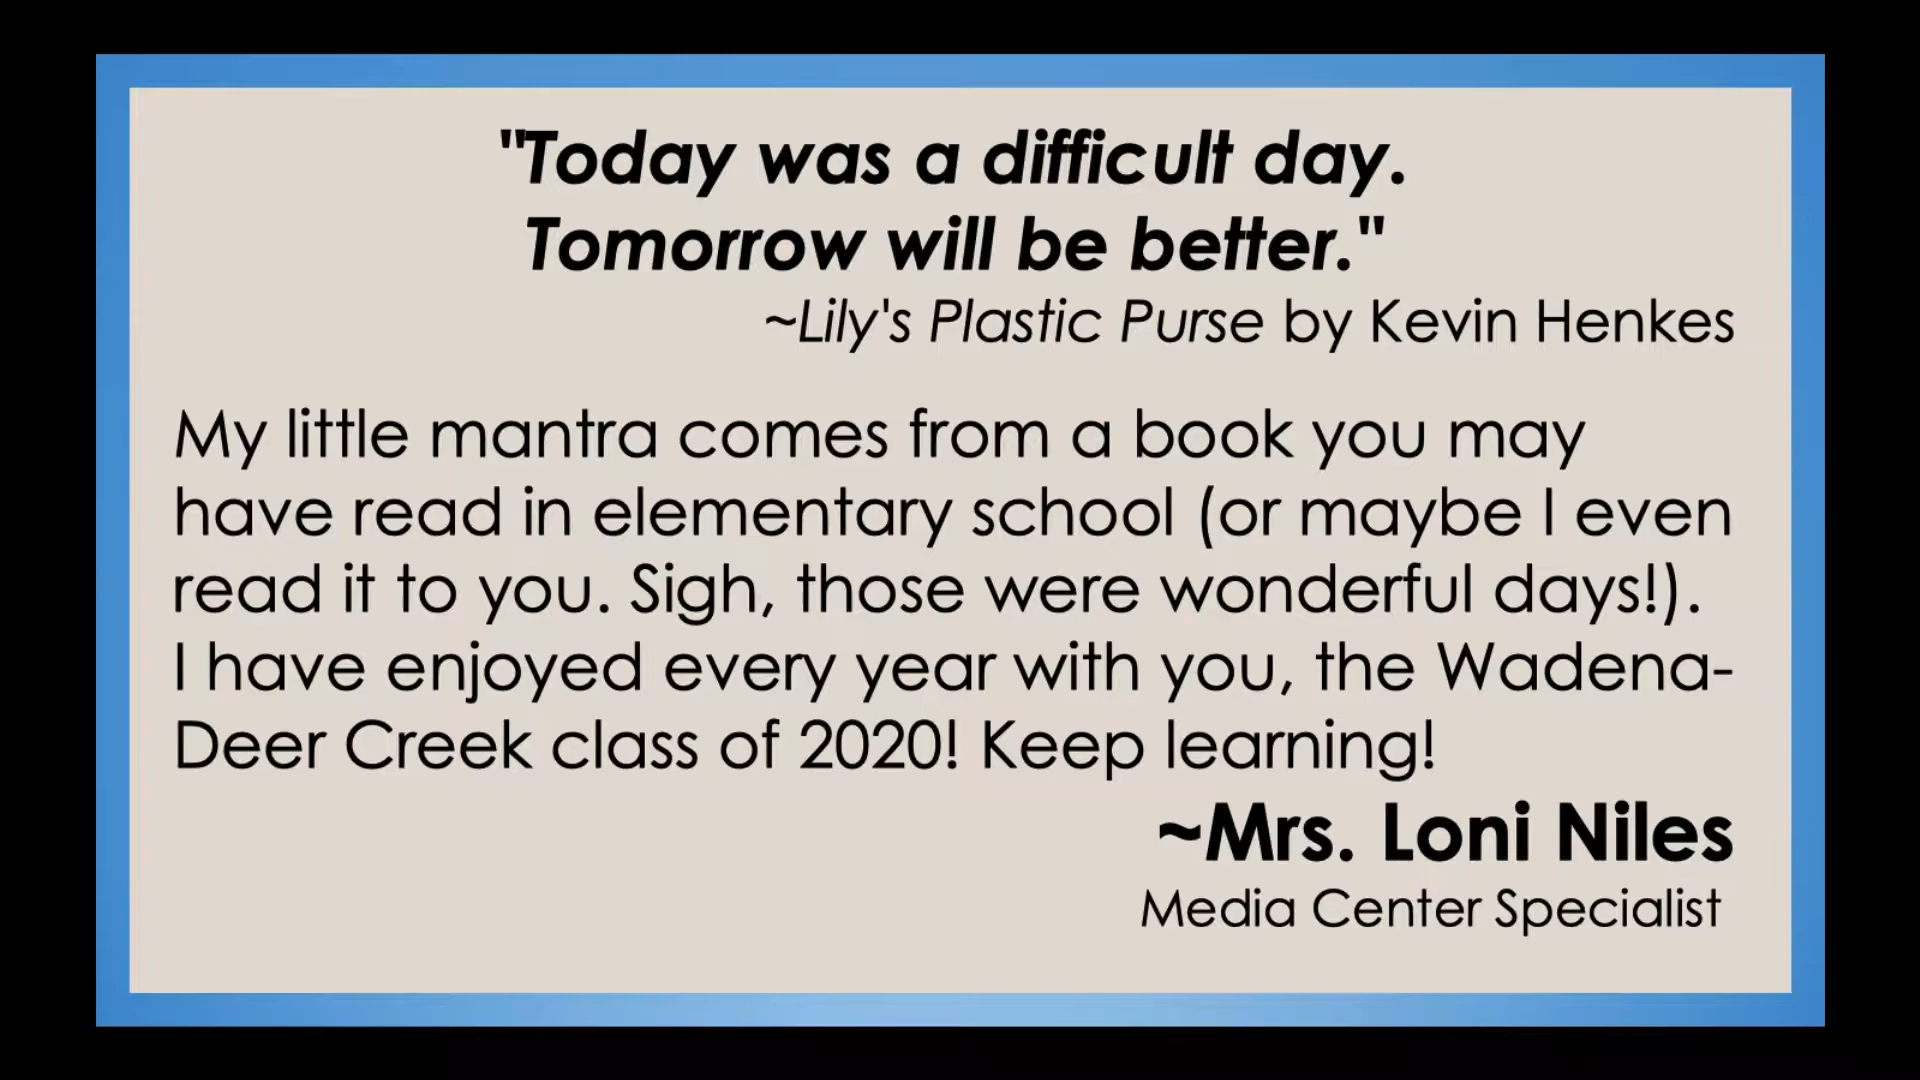 "Today was a difficult day.
Tomorrow will be better."
~Lily's Plastic Purse by Kevin Henkes
My little mantra comes from a book you may
have read in elementary school (or maybe I even
read it to you. Sigh, those were wonderful days!).
I have enjoyed every year with you, the Wadena-
Deer Creek class of 2020! Keep learning!
~Mrs. Loni Niles
Media Center Specialist